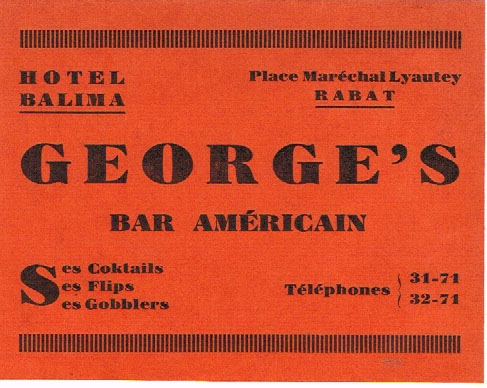 HOTEL
BALIMA
Place Maréchal Lyautey
RABAT
GEORGE'S
BAR AMÉRICAIN
Ses Coktails
Ses Flips
Ses Gobblers
Téléphones { 31-71
32-71